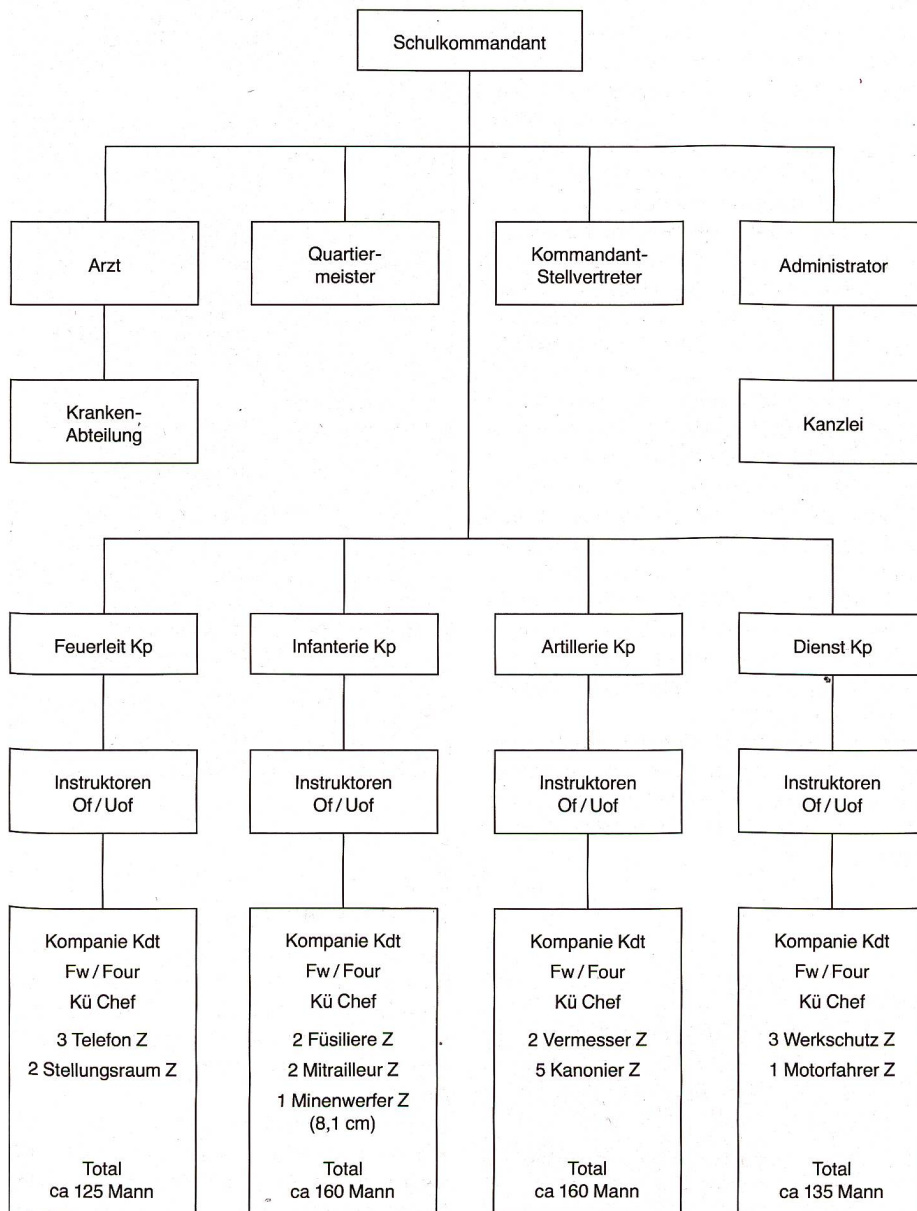 Schulkommandant
Arzt
Quartier-
meister
Kommandant-
Stellvertreter
Administrator
Kranken-
Abteilung
Kanzlei
Feuerleit Kp
Infanterie Kp
Artillerie Kp
Dienst Kp
Instruktoren
Of / Uof
Instruktoren
Of / Uof
Instruktoren
Of / Uof
Instruktoren
Of / Uof
Kompanie Kdt
Fw / Four
Kü Chef
3 Telefon Z
2 Stellungsraum Z
Total
ca 125 Mann
Kompanie Kdt
Fw / Four
Kü Chef
2 Füsiliere Z
2 Mitrailleur Z
1 Minenwerfer Z
(8,1 cm)
Total
ca 160 Mann
Kompanie Kdt
Fw / Four
Kü Chef
2 Vermesser Z
5 Kanonier Z
Total
ca 160 Mann
Kompanie Kdt
Fw / Four
Kü Chef
3 Werkschutz Z
1 Motorfahrer Z
Total
ca 135 Mann